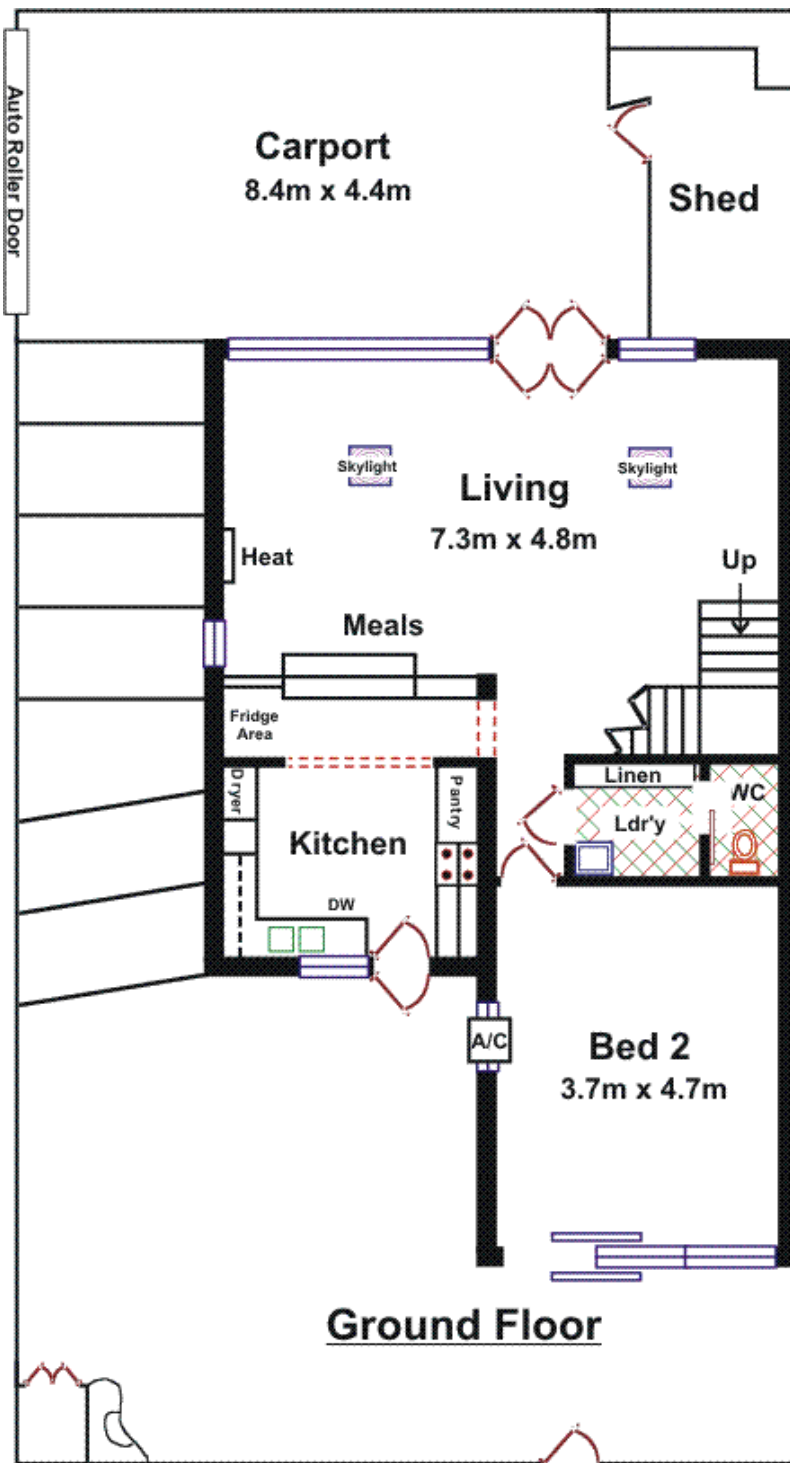 Auto Roller Door
Carport
8.4m x 4.4m
Shed
Skylight
Skylight
Living
7.3m x 4.8m
Heat
Up
Meals
Fridge
Area
Dryer
Pantry
Linen
WC
Ldr'y
Kitchen
DW
A/C
Bed 2
3.7m x 4.7m
Ground Floor